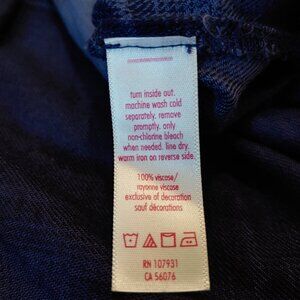 turn inside out.
machine wash cold
separately. remove
promptly. only
non-chlorine bleach
when needed. line dry.
warm iron on reverse side.
100% viscose/
rayonne viscose
exclusive of decoration
sauf décorations
RN 107931
CA 56076